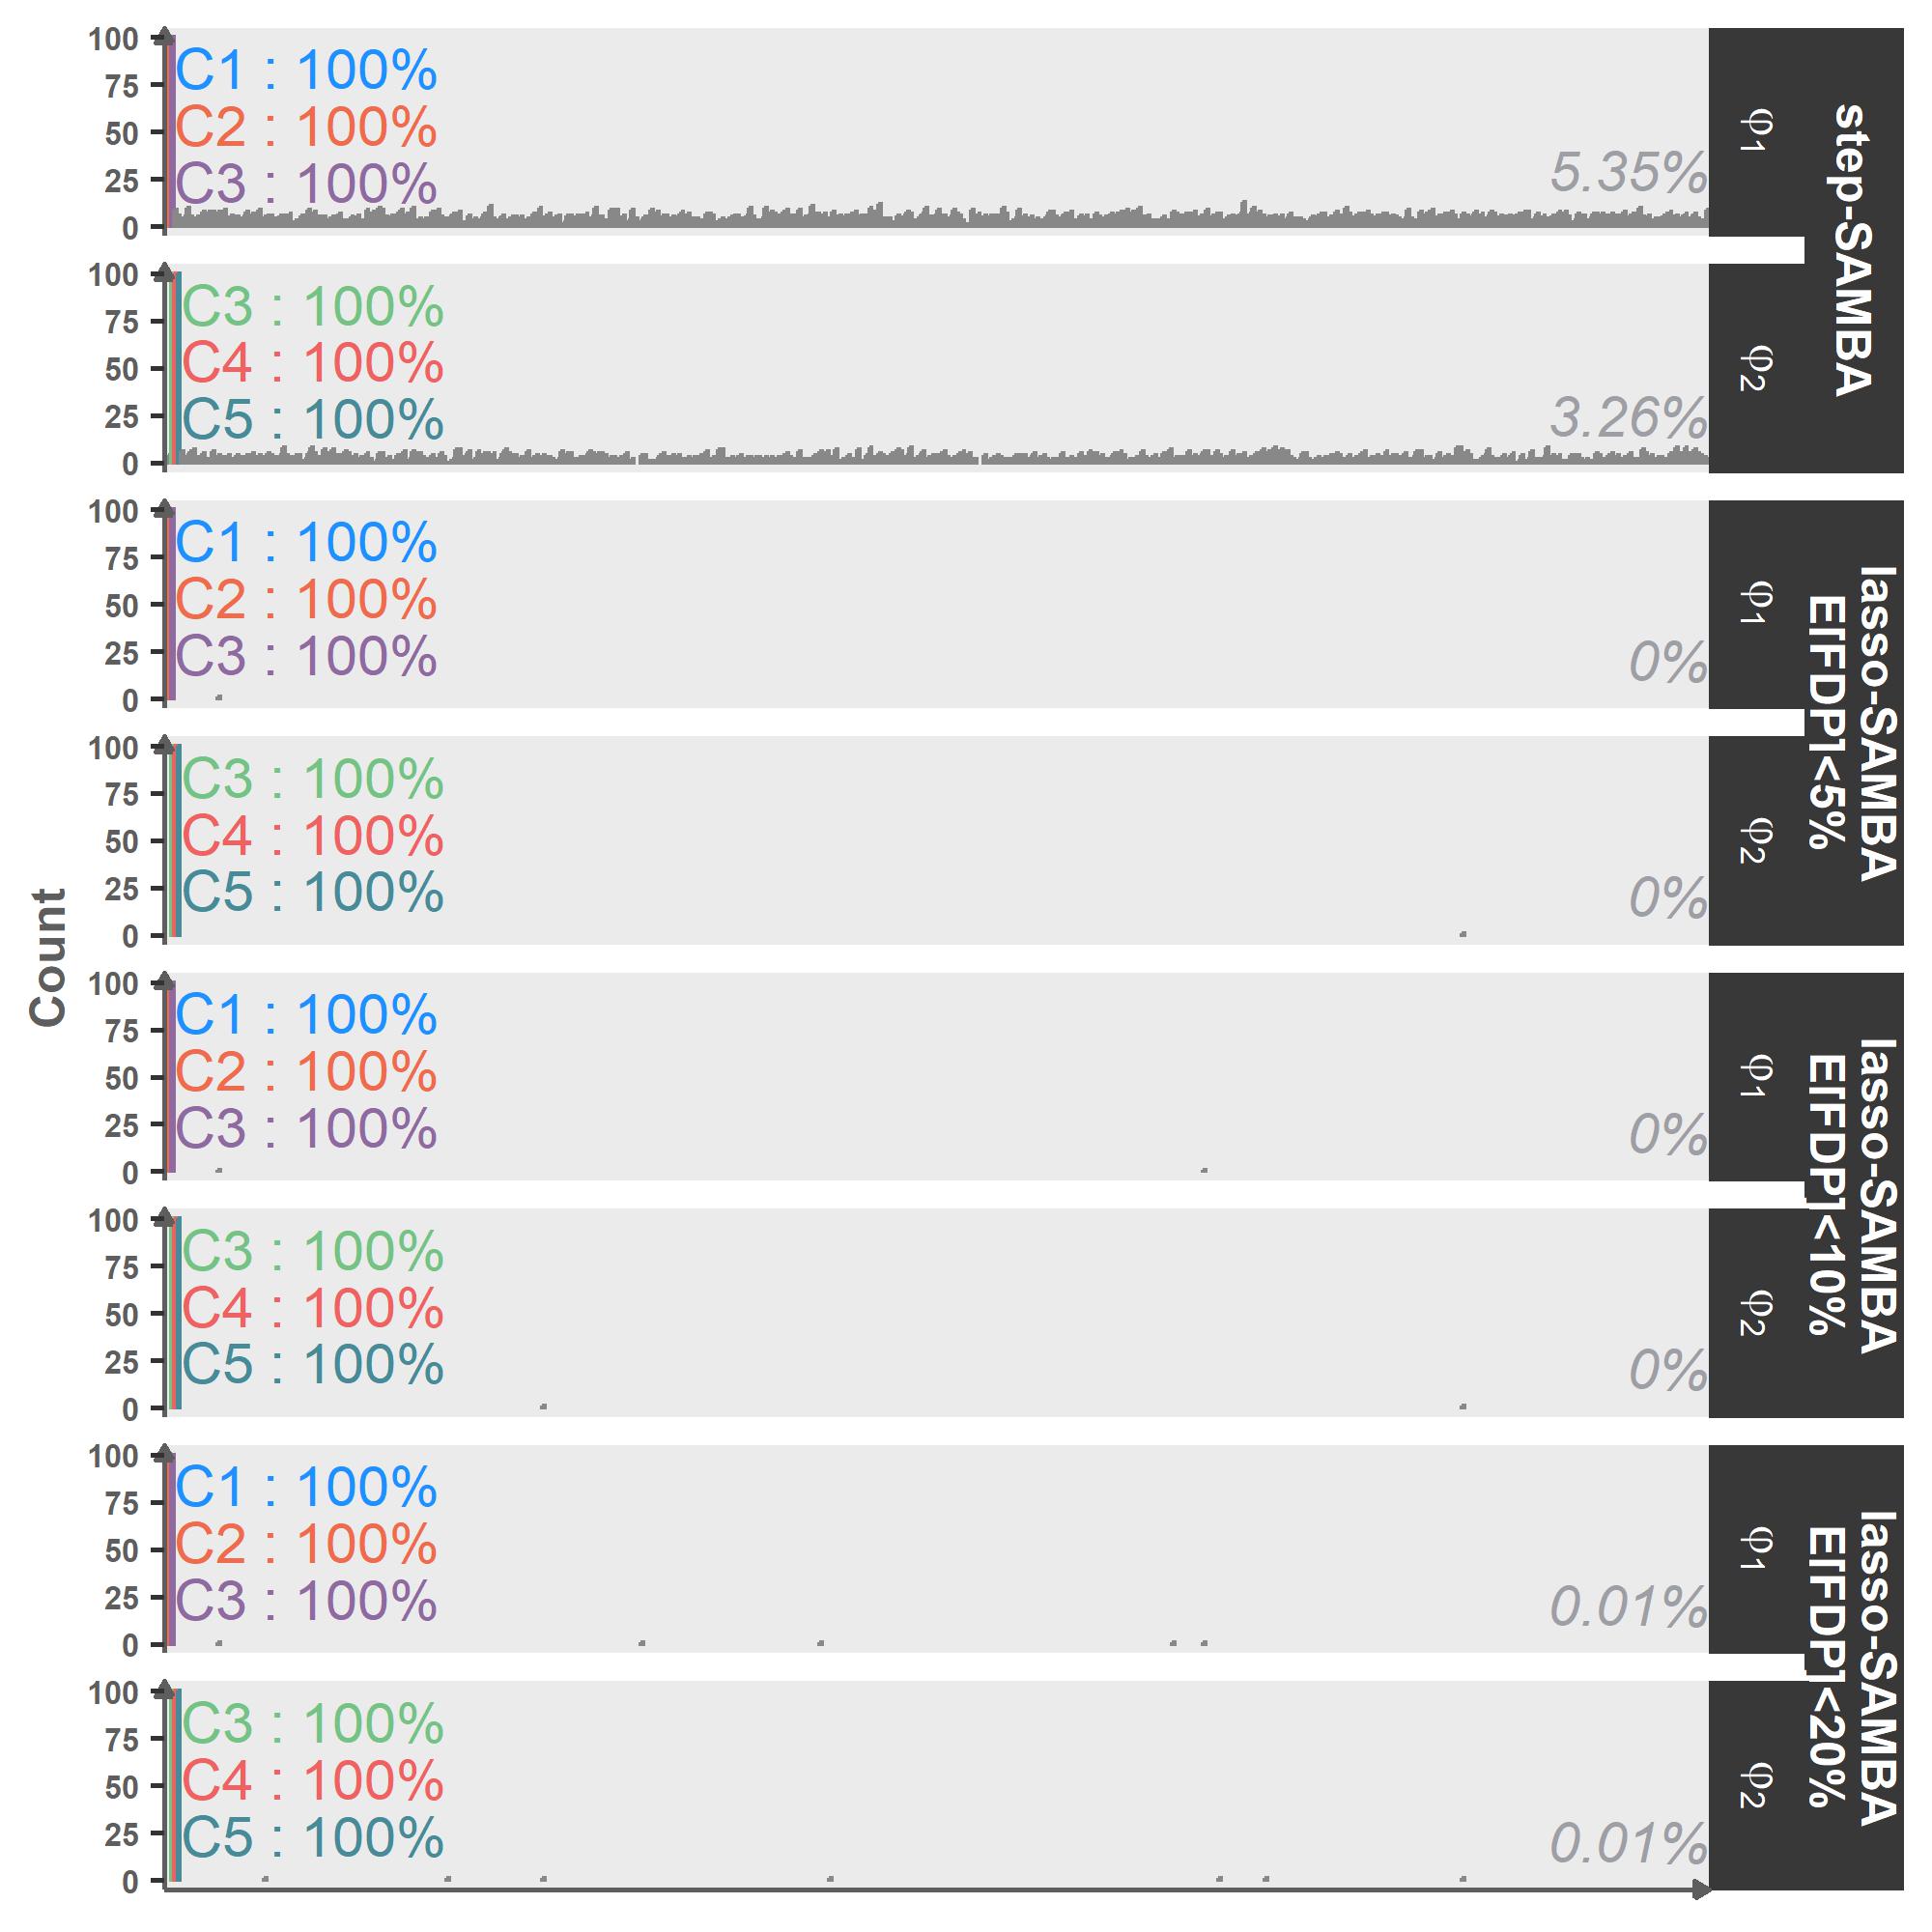 Count
100
75
50
25
0
C1 : 100%
C2 : 100%
C3 : 100%
5.35%
φ1
step-SAMBA
100
75
50
25
0
C3 : 100%
C4 : 100%
C5 : 100%
3.26%
φ2
100
75
50
25
0
C1 : 100%
C2 : 100%
C3 : 100%
0%
φ1
lasso-SAMBA
E[FDP]<5%
100
75
50
25
0
C3 : 100%
C4 : 100%
C5 : 100%
0%
φ2
100
75
50
25
0
C1 : 100%
C2 : 100%
C3 : 100%
0%
φ1
lasso-SAMBA
E[FDP]<10%
100
75
50
25
0
C3 : 100%
C4 : 100%
C5 : 100%
0%
φ2
100
75
50
25
0
C1 : 100%
C2 : 100%
C3 : 100%
0.01%
φ1
lasso-SAMBA
E[FDP]<20%
100
75
50
25
0
C3 : 100%
C4 : 100%
C5 : 100%
0.01%
φ2